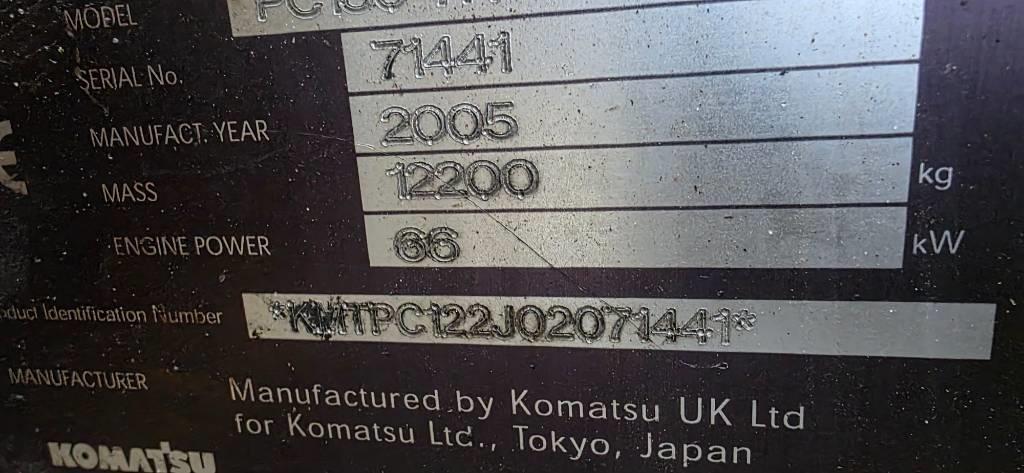 MODEL
SERIAL No. 71441
MANUFACT. YEAR 2005
MASS 12200 kg
ENGINE POWER 66 kW
Identification Number *KMTPC122J02071441*
MANUFACTURER Manufactured by Komatsu UK Ltd
for Komatsu Ltd., Tokyo, Japan
KOMATSU